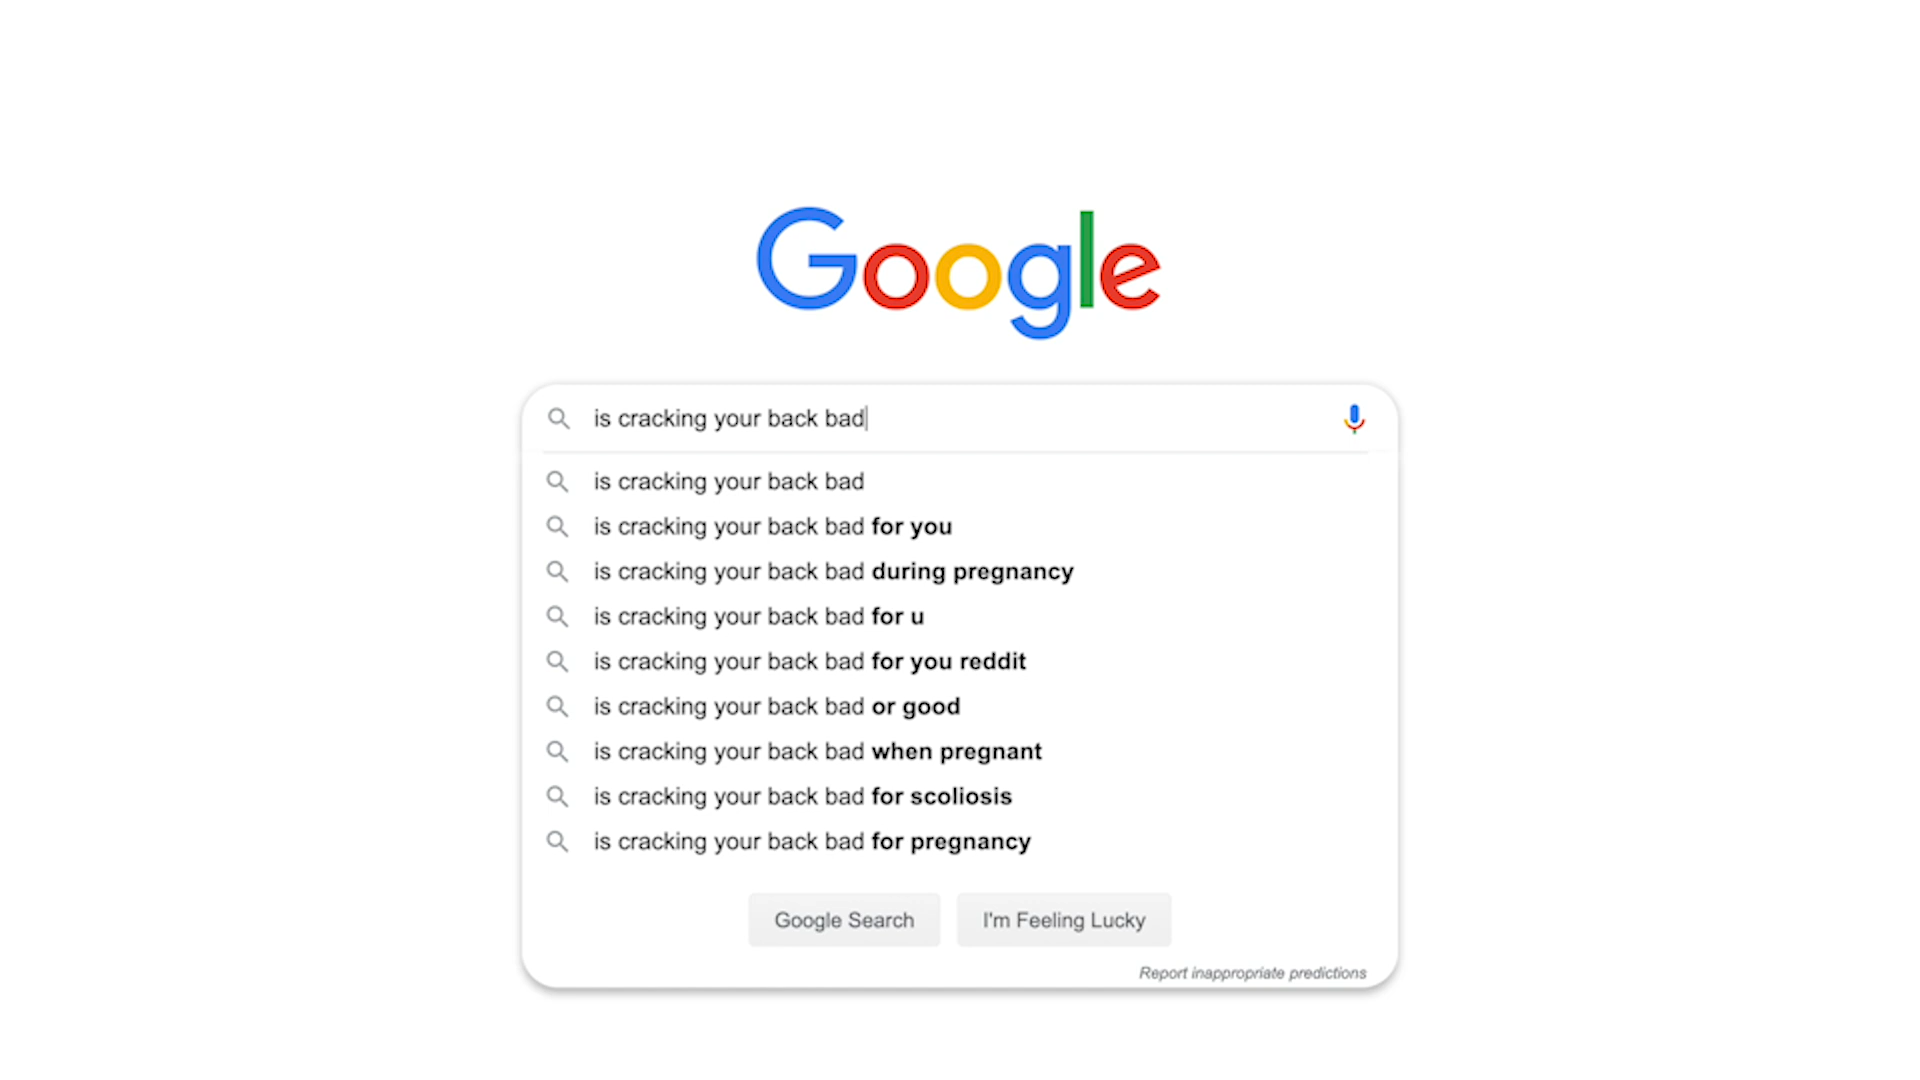 Google
is cracking your back bad
is cracking your back bad
is cracking your back bad for you
is cracking your back bad during pregnancy
is cracking your back bad for u
is cracking your back bad for you reddit
is cracking your back bad or good
is cracking your back bad when pregnant
is cracking your back bad for scoliosis
is cracking your back bad for pregnancy
Google Search I'm Feeling Lucky
Report inappropriate predictions